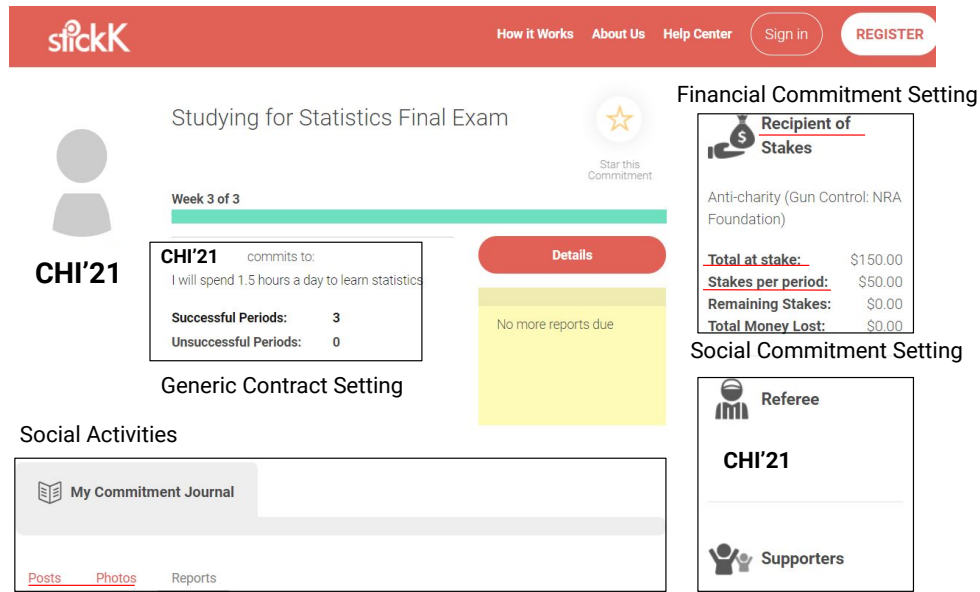 stickK
How it Works About Us Help Center Sign in REGISTER
Studying for Statistics Final Exam
Star this
Commitment
Week 3 of 3
CHI'21
CHI'21 commits to:
I will spend 1.5 hours a day to learn statistics
Successful Periods: 3
Unsuccessful Periods: 0
Generic Contract Setting
Details
No more reports due
Financial Commitment Setting
Recipient of
Stakes
Anti-charity (Gun Control: NRA
Foundation)
Total at stake: $150.00
Stakes per period: $50.00
Remaining Stakes: $0.00
Total Money Lost: $0.00
Social Commitment Setting
Referee
CHI'21
Supporters
Social Activities
My Commitment Journal
Posts Photos Reports